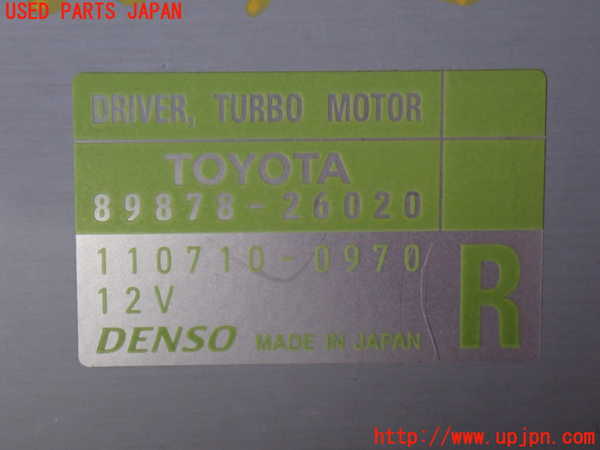 USED PARTS JAPAN
DRIVER, TURBO MOTOR
TOYOTA
89878-26020
110710-0970
12V
R
DENSO MADE IN JAPAN
http://www.upjpn.com/